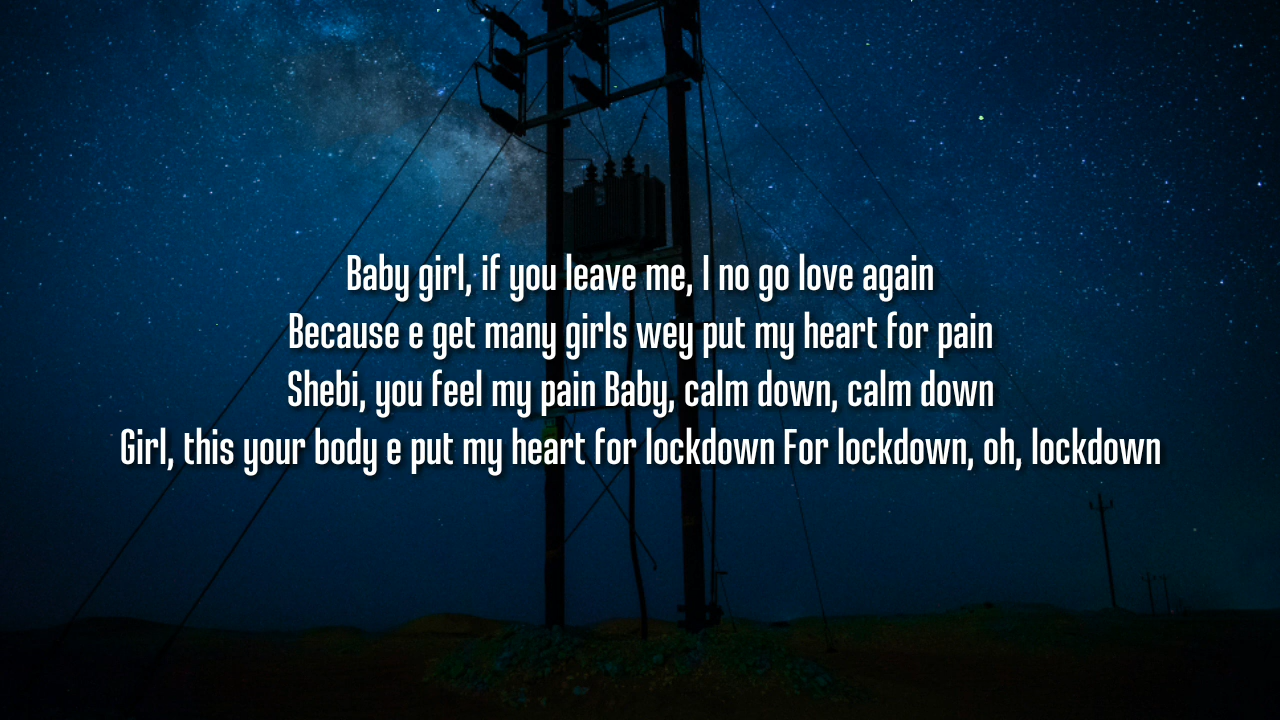 Baby girl, if you leave me, I no go love again
Because e get many girls wey put my heart for pain
Shebi, you feel my pain Baby, calm down, calm down
Girl, this your body e put my heart for lockdown For lockdown, oh, lockdown